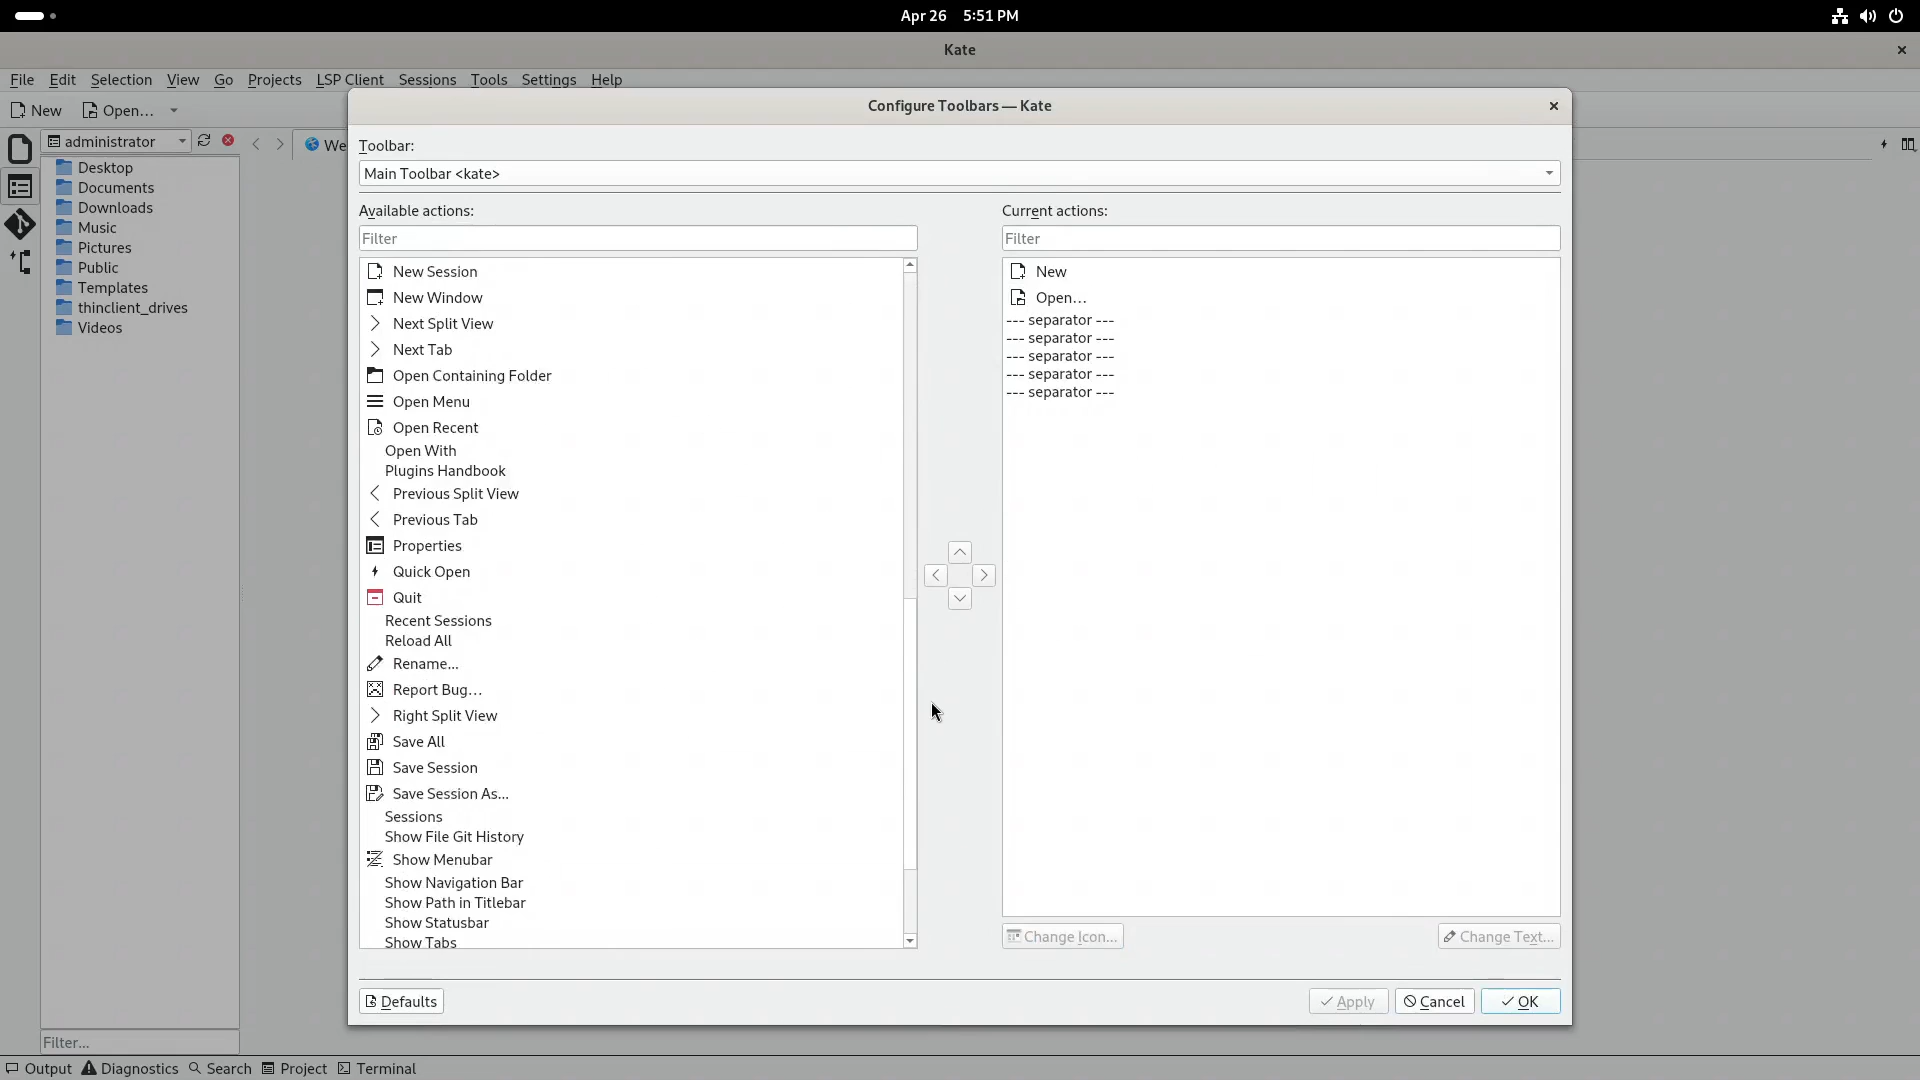 Apr 26 5:51 PM
Kate
File Edit Selection View Go Projects LSP Client Sessions Tools Settings Help
New Open...
administrator
Desktop
Documents
Downloads
Music
Pictures
Public
Templates
thinclient_drives
Videos
Filter...
We
Configure Toolbars — Kate
Toolbar:
Main Toolbar <kate>
Available actions:
Filter
New Session
New Window
Next Split View
Next Tab
Open Containing Folder
Open Menu
Open Recent
Open With
Plugins Handbook
Previous Split View
Previous Tab
Properties
Quick Open
Quit
Recent Sessions
Reload All
Rename...
Report Bug...
Right Split View
Save All
Save Session
Save Session As...
Sessions
Show File Git History
Show Menubar
Show Navigation Bar
Show Path in Titlebar
Show Statusbar
Show Tabs
Current actions:
Filter
New
Open...
--- separator ---
--- separator ---
--- separator ---
--- separator ---
--- separator ---
Change Icon... Change Text...
Defaults Apply Cancel OK
Output Diagnostics Search Project Terminal